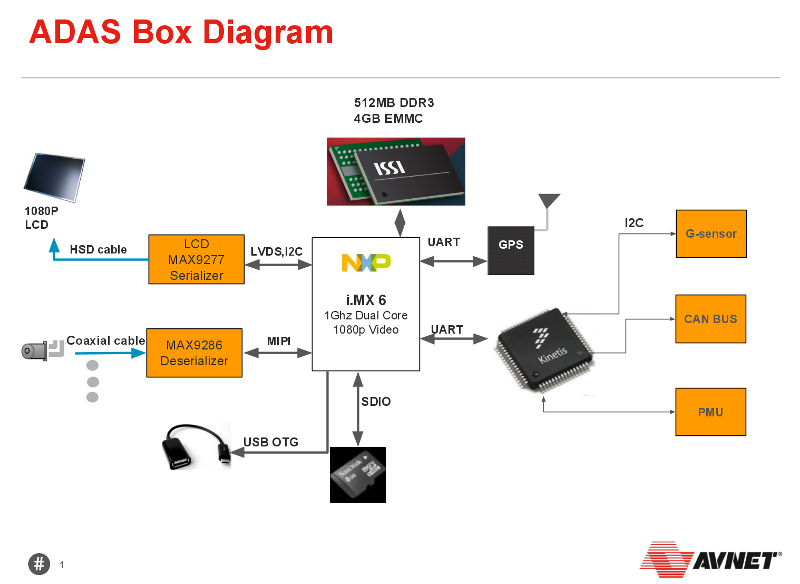 ADAS Box Diagram
512MB DDR3
4GB EMMC
ISSI
1080P
LCD
HSD cable
LCD
MAX9277
Serializer
LVDS,I2C
NXP
i.MX 6
1Ghz Dual Core
1080p Video
UART
GPS
I2C
G-sensor
CAN BUS
Coaxial cable
MAX9286
Deserializer
MIPI
UART
Kinetis
PMU
SDIO
USB OTG
SanDisk
# 1
AVNET®